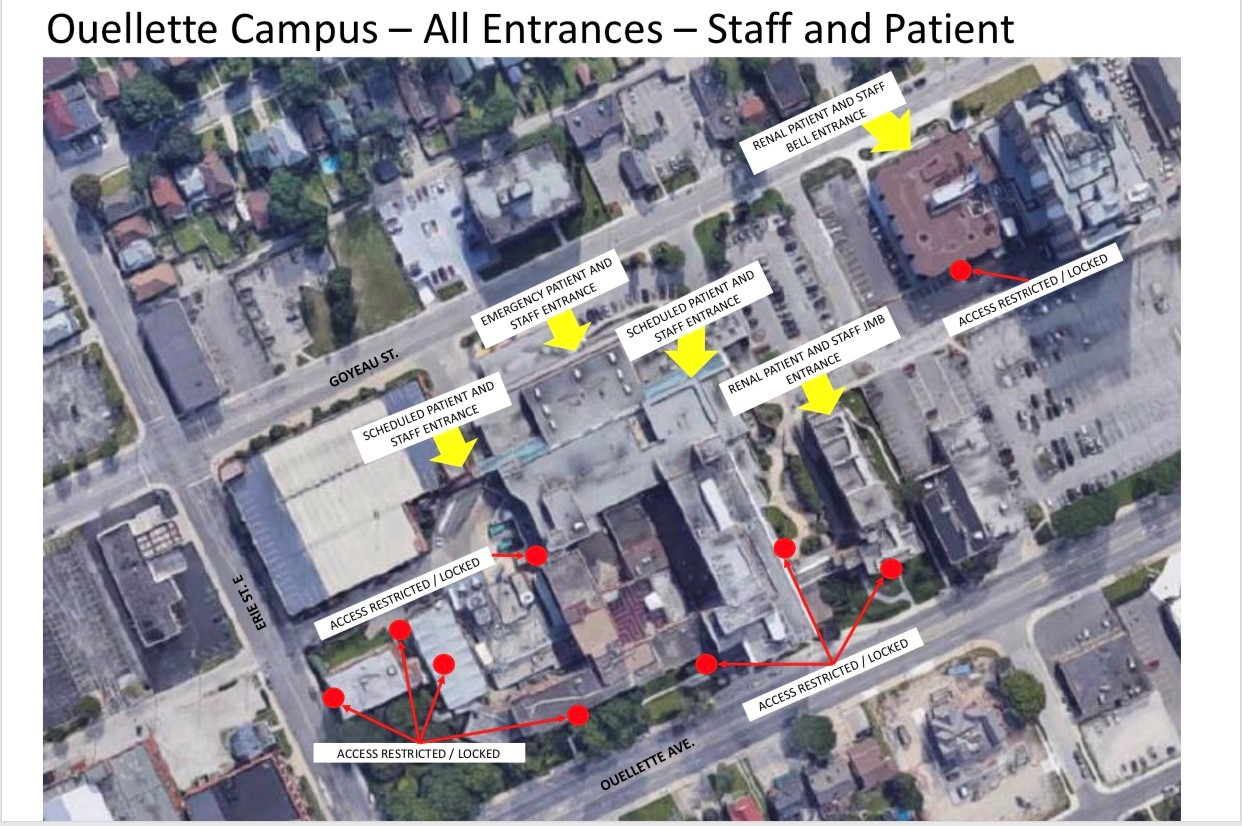 Ouellette Campus – All Entrances – Staff and Patient
RENAL PATIENT AND STAFF
BELL ENTRANCE
EMERGENCY PATIENT AND
STAFF ENTRANCE
SCHEDULED PATIENT AND
STAFF ENTRANCE
ACCESS RESTRICTED / LOCKED
RENAL PATIENT AND STAFF JMB
ENTRANCE
GOYEAU ST.
SCHEDULED PATIENT AND
STAFF ENTRANCE
ACCESS RESTRICTED / LOCKED
ERIE ST. E
ACCESS RESTRICTED / LOCKED
ACCESS RESTRICTED / LOCKED
OUELLETTE AVE.